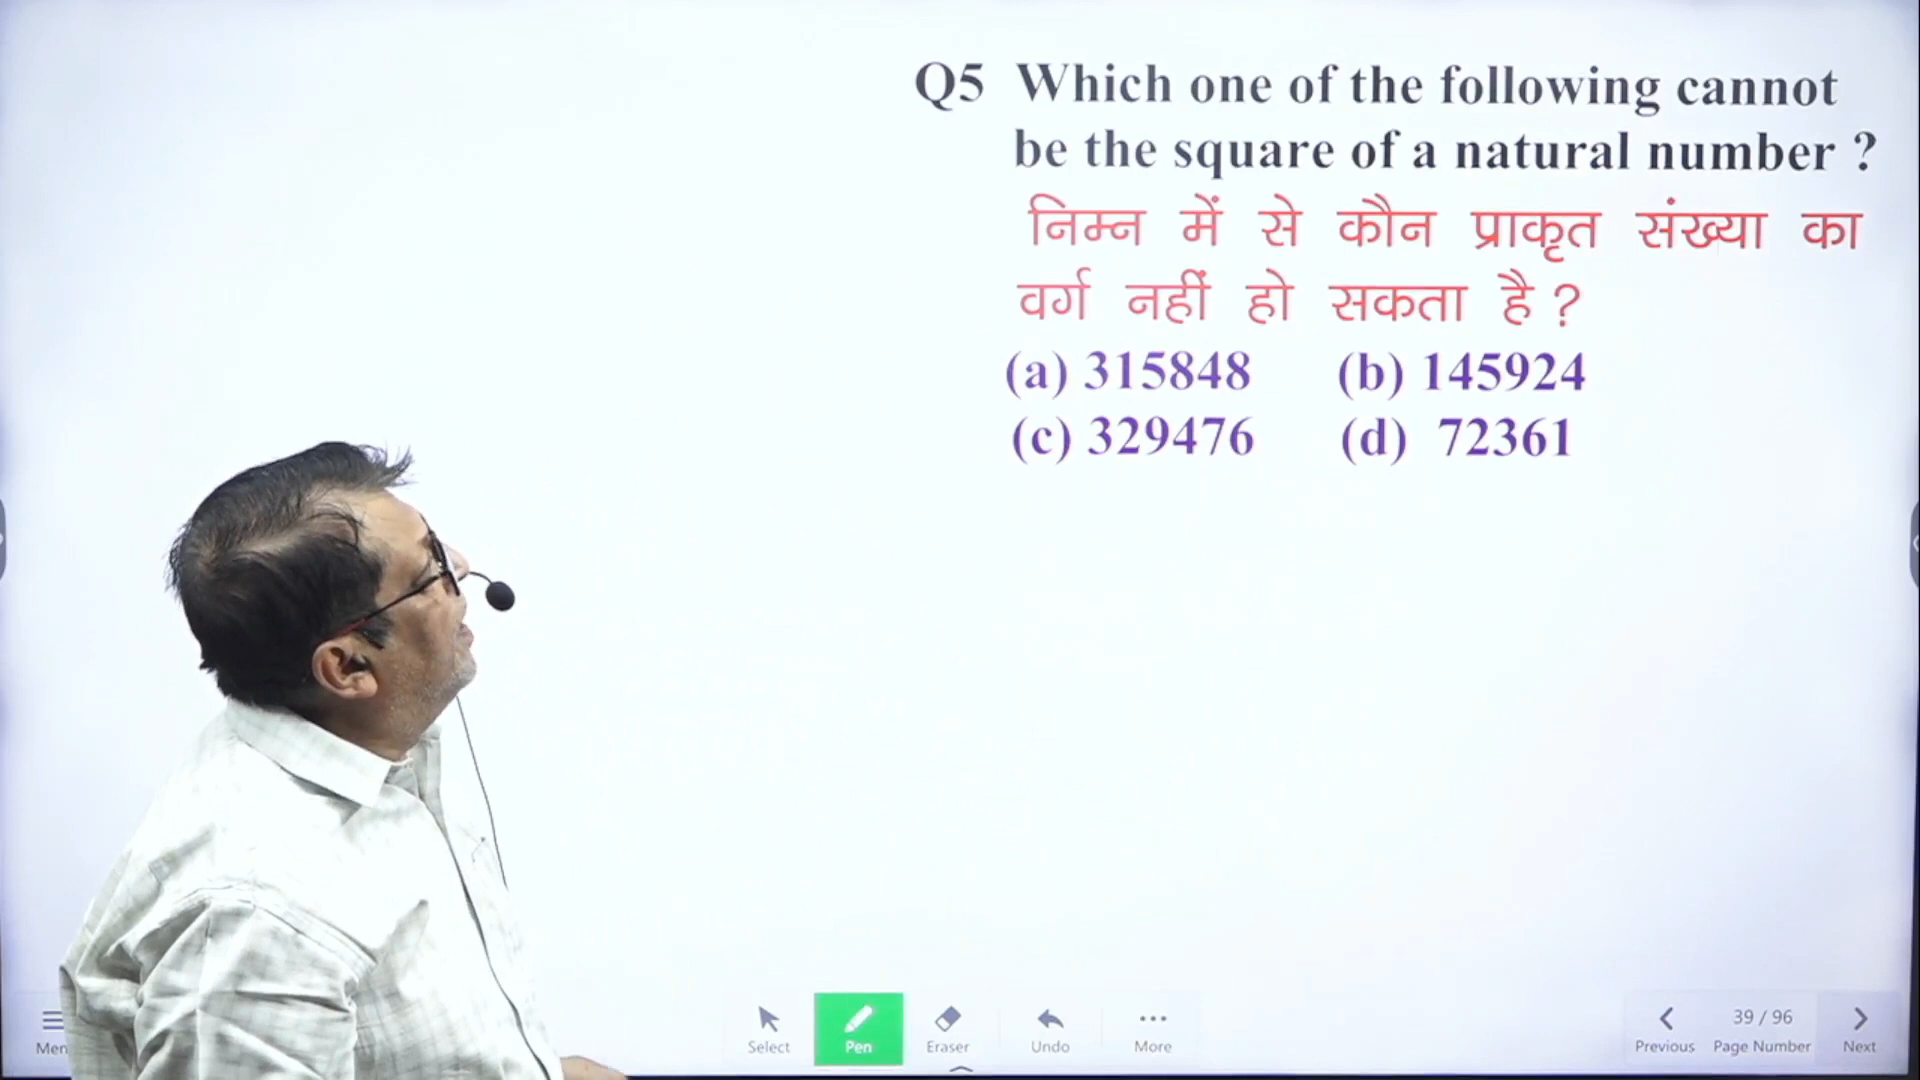 Q5 Which one of the following cannot
be the square of a natural number ?
निम्न में से कौन प्राकृत संख्या का
वर्ग नहीं हो सकता है ?
(a) 315848 (b) 145924
(c) 329476 (d) 72361
Men
Select
Pen
Eraser
Undo
More
Previous
39 / 96
Page Number
Next